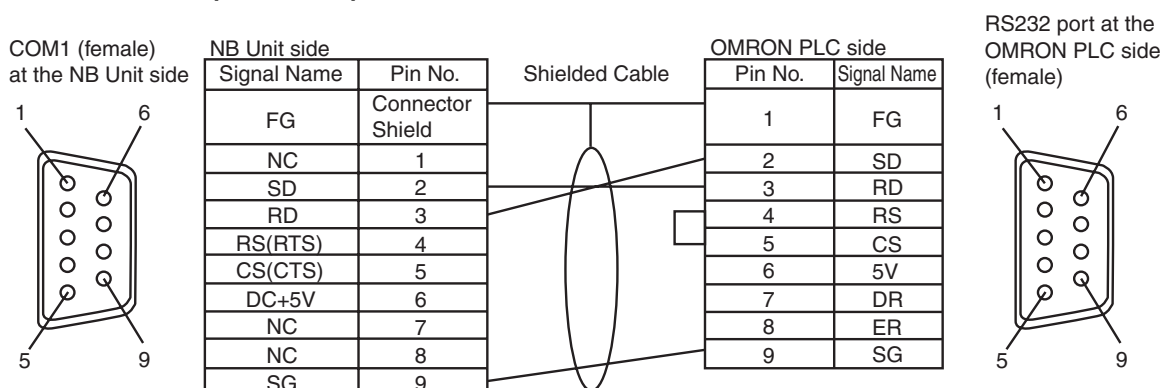 COM1 (female)
at the NB Unit side
1 6
5 9
NB Unit side
Signal Name Pin No.
FG Connector Shield
NC 1
SD 2
RD 3
RS(RTS) 4
CS(CTS) 5
DC+5V 6
NC 7
NC 8
SG 9
Shielded Cable
OMRON PLC side
Pin No. Signal Name
1 FG
2 SD
3 RD
4 RS
5 CS
6 5V
7 DR
8 ER
9 SG
RS232 port at the
OMRON PLC side
(female)
1 6
5 9